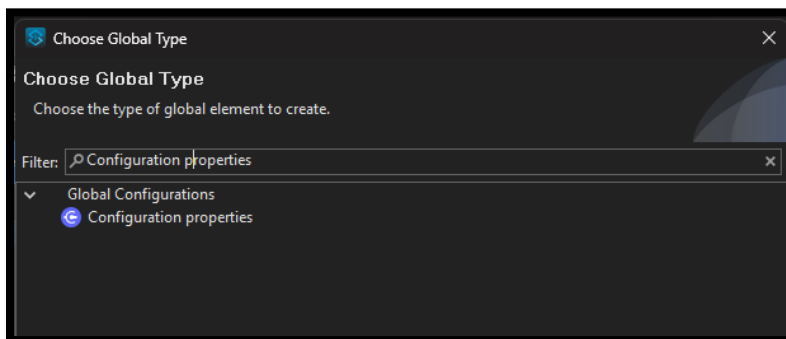 Choose Global Type
Choose Global Type
Choose the type of global element to create.
Filter: Configuration properties
Global Configurations
Configuration properties